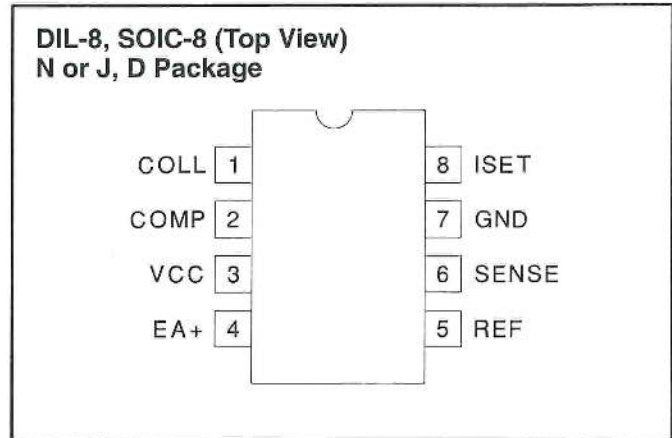 DIL-8, SOIC-8 (Top View)
N or J, D Package
COLL 1 8 ISET
COMP 2 7 GND
VCC 3 6 SENSE
EA+ 4 5 REF